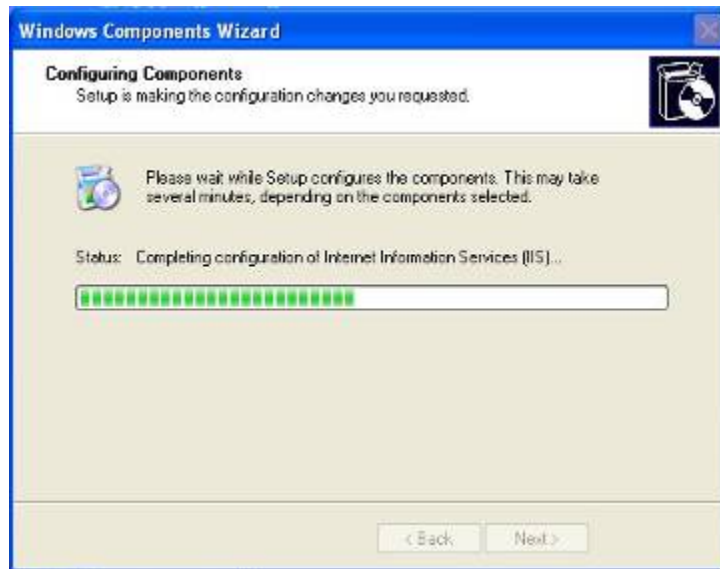 Windows Components Wizard
Configuring Components
Setup is making the configuration changes you requested.
Please wait while Setup configures the components. This may take
several minutes, depending on the components selected.
Status: Completing configuration of Internet Information Services (IIS)...
< Back Next >